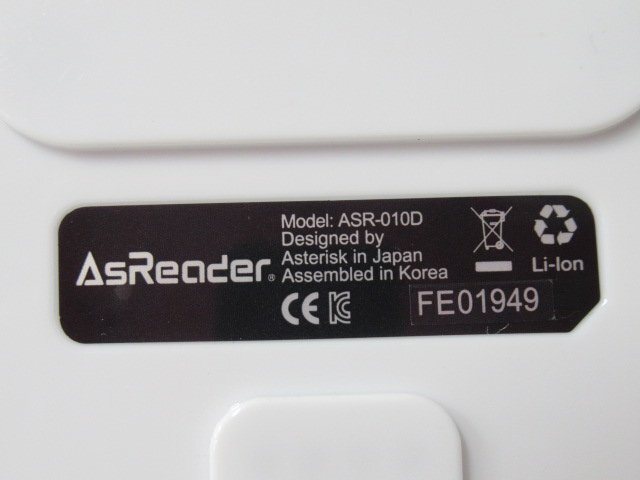 AsReader®
Model: ASR-010D
Designed by
Asterisk in Japan
Assembled in Korea
Li-Ion
FE01949